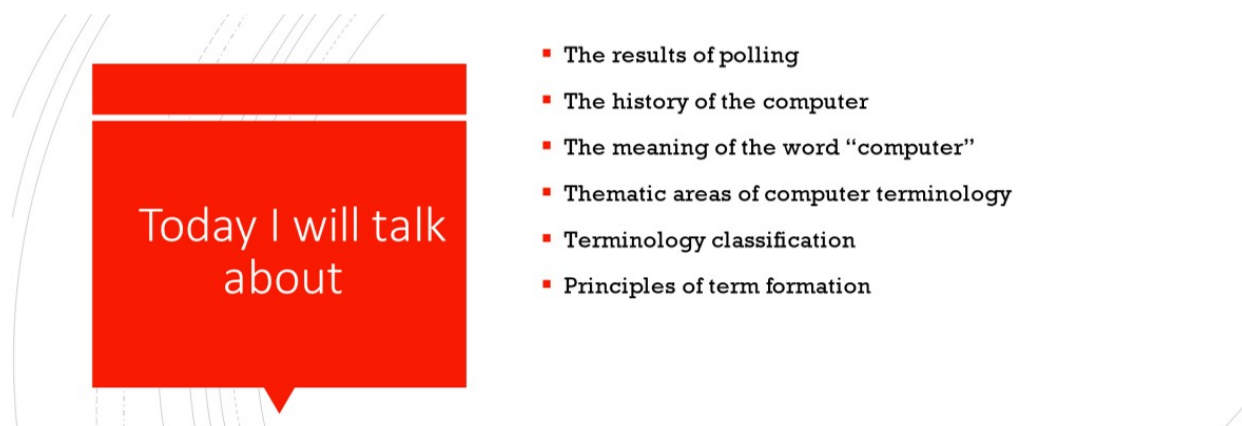 Today I will talk
about
The results of polling
The history of the computer
The meaning of the word “computer”
Thematic areas of computer terminology
Terminology classification
Principles of term formation